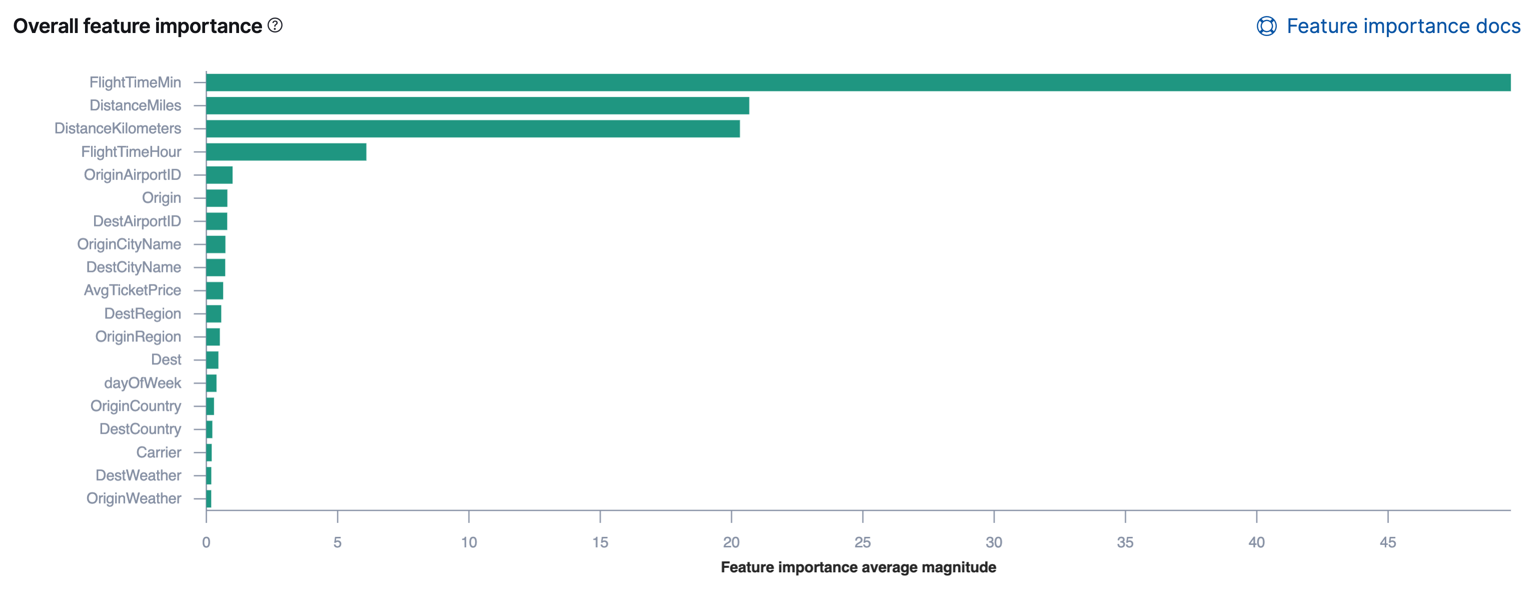 Overall feature importance ?
Feature importance docs
FlightTimeMin
DistanceMiles
DistanceKilometers
FlightTimeHour
OriginAirportID
Origin
DestAirportID
OriginCityName
DestCityName
AvgTicketPrice
DestRegion
OriginRegion
Dest
dayOfWeek
OriginCountry
DestCountry
Carrier
DestWeather
OriginWeather
0 5 10 15 20 25 30 35 40 45
Feature importance average magnitude